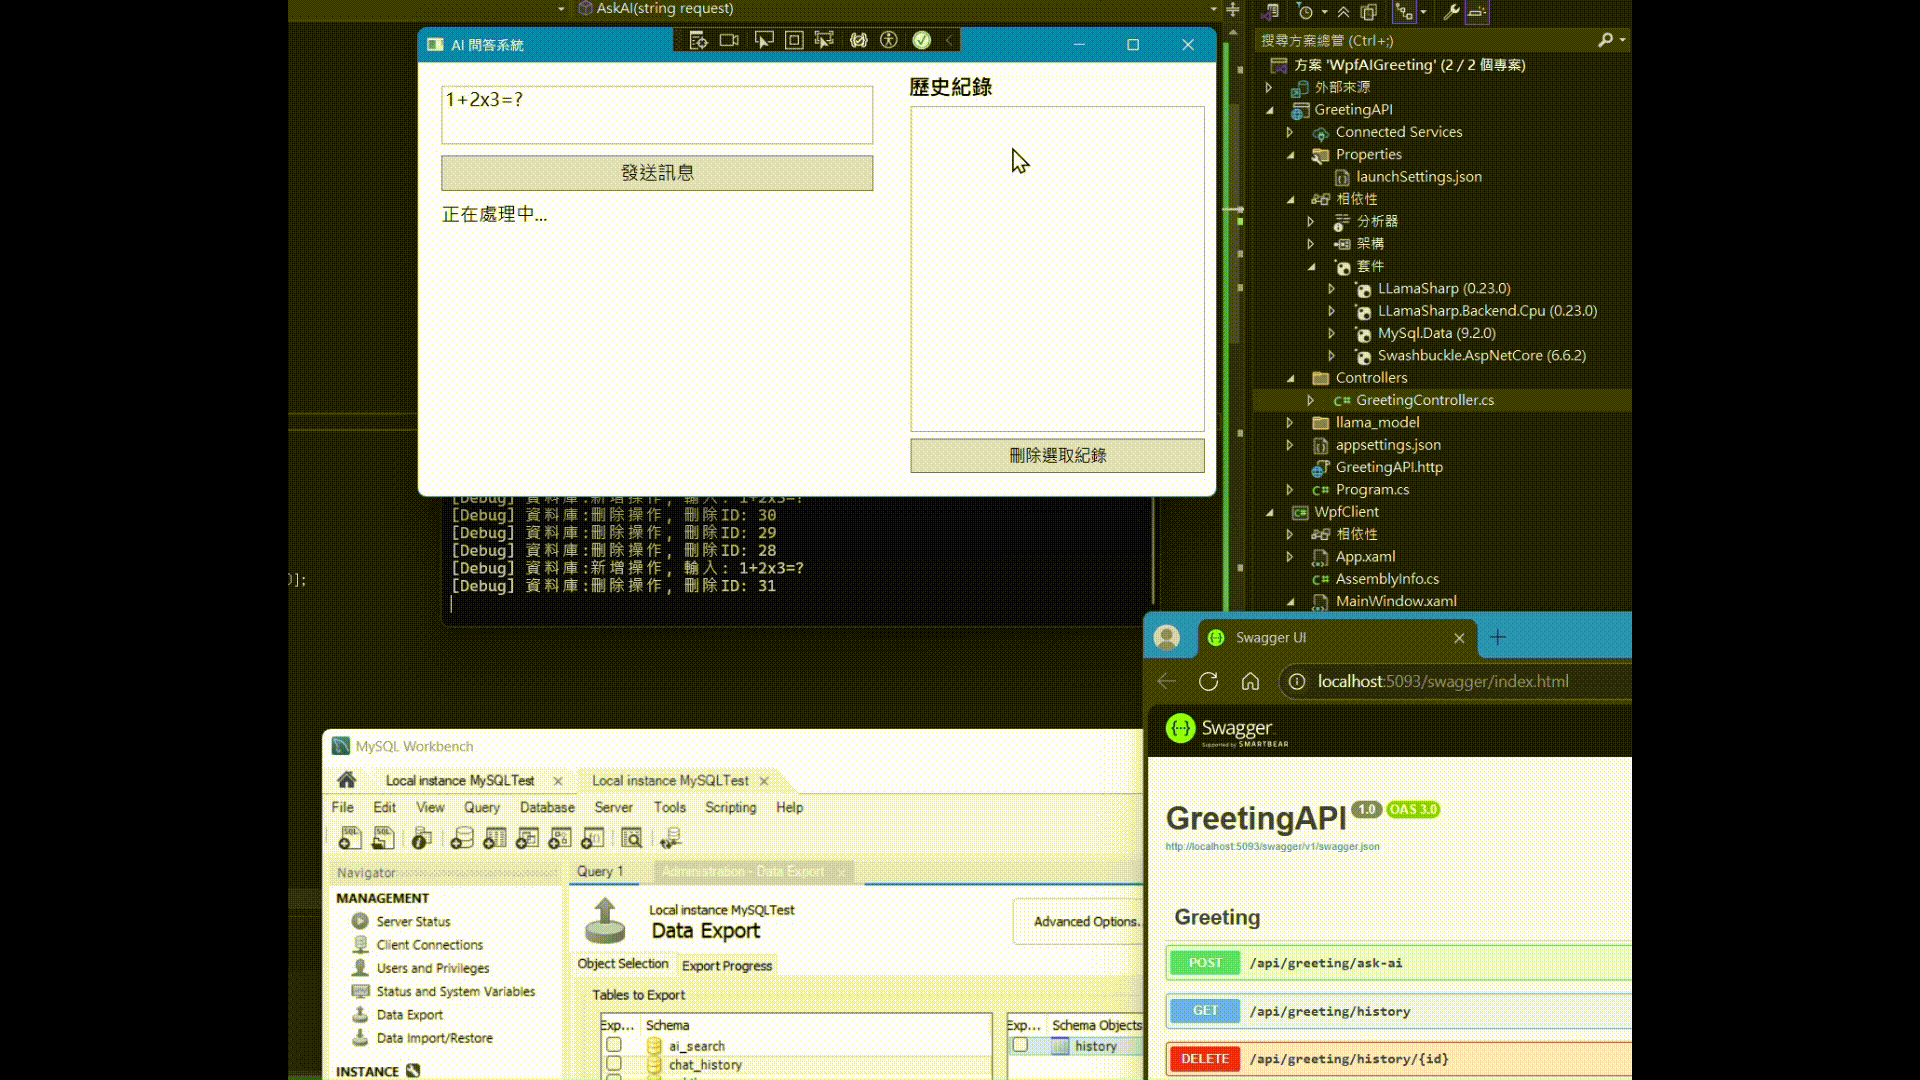 AskAI(string request)
AI 問答系統
1+2x3=?
發送訊息
正在處理中...
歷史紀錄
刪除選取紀錄
[Debug] 資料庫:新增操作, 輸入: 1+2x3=?
[Debug] 資料庫:刪除操作, 刪除ID: 30
[Debug] 資料庫:刪除操作, 刪除ID: 29
[Debug] 資料庫:刪除操作, 刪除ID: 28
[Debug] 資料庫:新增操作, 輸入: 1+2x3=?
[Debug] 資料庫:刪除操作, 刪除ID: 31
];
搜尋方案總管 (Ctrl+;)
方案 'WpfAIGreeting' (2 / 2 個專案)
外部來源
GreetingAPI
Connected Services
Properties
launchSettings.json
相依性
分析器
架構
套件
LLamaSharp (0.23.0)
LLamaSharp.Backend.Cpu (0.23.0)
MySql.Data (9.2.0)
Swashbuckle.AspNetCore (6.6.2)
Controllers
C# GreetingController.cs
llama_model
appsettings.json
GreetingAPI.http
C# Program.cs
WpfClient
相依性
App.xaml
C# AssemblyInfo.cs
MainWindow.xaml
MySQL Workbench
Local instance MySQLTest
Local instance MySQLTest
File Edit View Query Database Server Tools Scripting Help
Navigator
MANAGEMENT
Server Status
Client Connections
Users and Privileges
Status and System Variables
Data Export
Data Import/Restore
INSTANCE
Query 1
Administration - Data Export
Local instance MySQLTest
Data Export
Advanced Options.
Object Selection
Export Progress
Tables to Export
Exp... Schema
ai_search
chat_history
Exp... Schema Objects
history
Swagger UI
localhost:5093/swagger/index.html
Swagger
Supported by SMARTBEAR
GreetingAPI 1.0 OAS 3.0
http://localhost:5093/swagger/v1/swagger.json
Greeting
POST /api/greeting/ask-ai
GET /api/greeting/history
DELETE /api/greeting/history/{id}